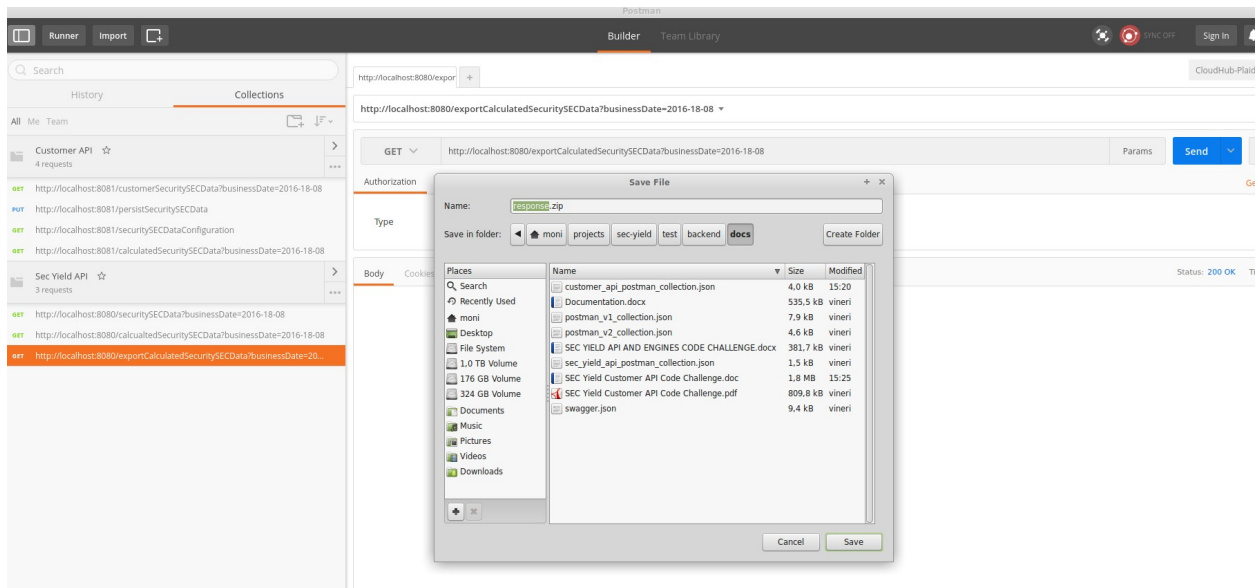 Postman
Runner Import Builder Team Library SYNC OFF Sign In
Search
History Collections
All Me Team
Customer API
4 requests
GET http://localhost:8081/customerSecuritySECData?businessDate=2016-18-08
PUT http://localhost:8081/persistSecuritySECData
GET http://localhost:8081/securitySECDataConfiguration
GET http://localhost:8081/calculatedSecuritySECData?businessDate=2016-18-08
Sec Yield API
3 requests
GET http://localhost:8080/securitySECData?businessDate=2016-18-08
GET http://localhost:8080/calcualtedSecuritySECData?businessDate=2016-18-08
GET http://localhost:8080/exportCalculatedSecuritySECData?businessDate=20...
http://localhost:8080/expor + CloudHub-Plaid
http://localhost:8080/exportCalculatedSecuritySECData?businessDate=2016-18-08
GET http://localhost:8080/exportCalculatedSecuritySECData?businessDate=2016-18-08 Params Send
Authorization Ge
Type
Body Cookies Status: 200 OK Ti
Save File
Name: response.zip
Save in folder: moni projects sec-yield test backend docs Create Folder
Places
Search
Recently Used
moni
Desktop
File System
1,0 TB Volume
176 GB Volume
324 GB Volume
Documents
Music
Pictures
Videos
Downloads
Name Size Modified
customer_api_postman_collection.json 4,0 kB 15:20
Documentation.docx 535,5 kB vineri
postman_v1_collection.json 7,9 kB vineri
postman_v2_collection.json 4,6 kB vineri
SEC YIELD API AND ENGINES CODE CHALLENGE.docx 381,7 kB vineri
sec_yield_api_postman_collection.json 1,5 kB vineri
SEC Yield Customer API Code Challenge.doc 1,8 MB 15:25
SEC Yield Customer API Code Challenge.pdf 809,8 kB vineri
swagger.json 9,4 kB vineri
Cancel Save